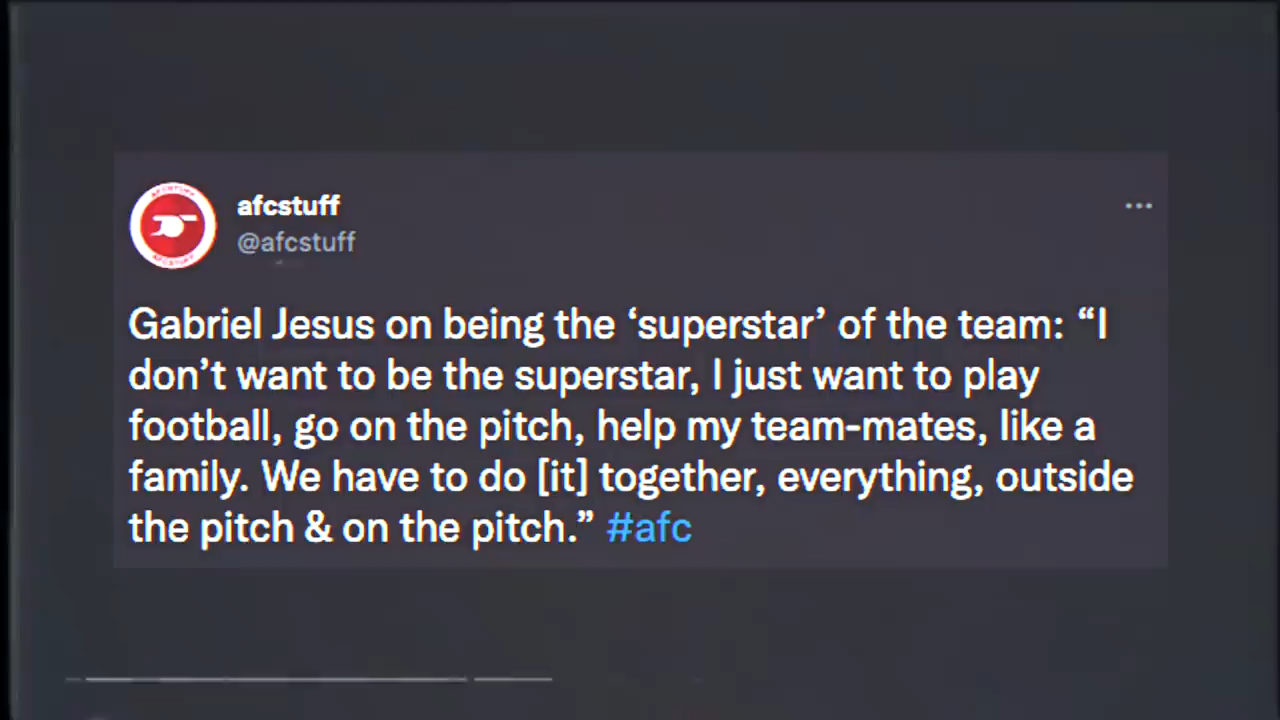 afcstuff
@afcstuff
Gabriel Jesus on being the ‘superstar’ of the team: “I
don’t want to be the superstar, I just want to play
football, go on the pitch, help my team-mates, like a
family. We have to do [it] together, everything, outside
the pitch & on the pitch.” #afc